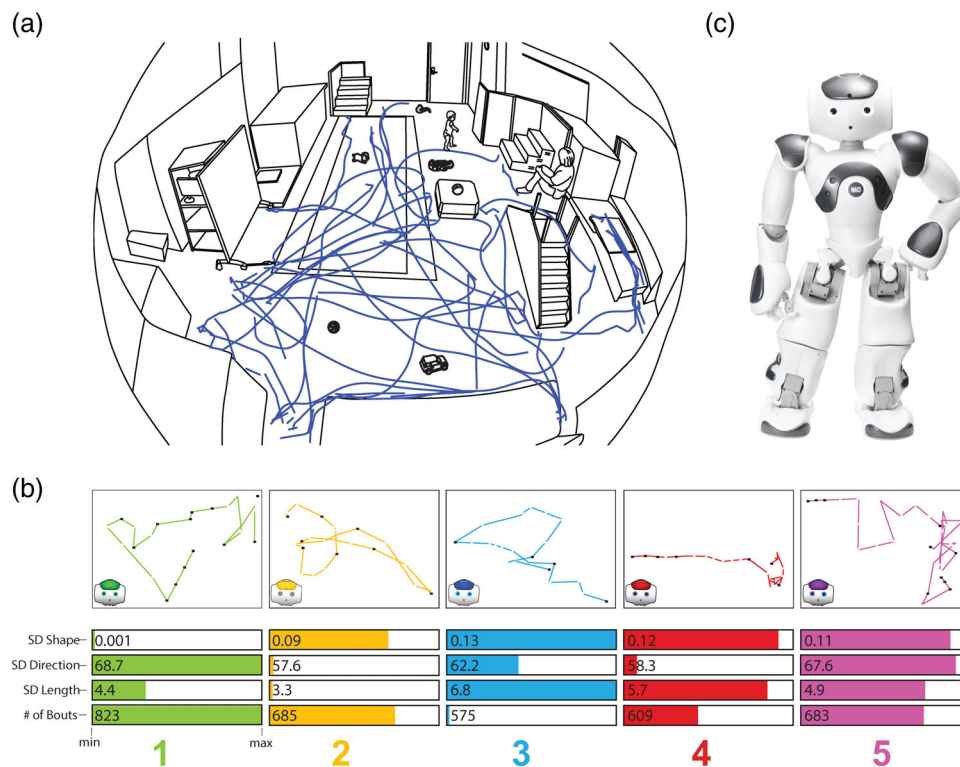 (a)
(c)
NAO
(b)
SD Shape 0.001 0.09 0.13 0.12 0.11
SD Direction 68.7 57.6 62.2 58.3 67.6
SD Length 4.4 3.3 6.8 5.7 4.9
# of Bouts 823 685 575 609 683
min max
1 2 3 4 5